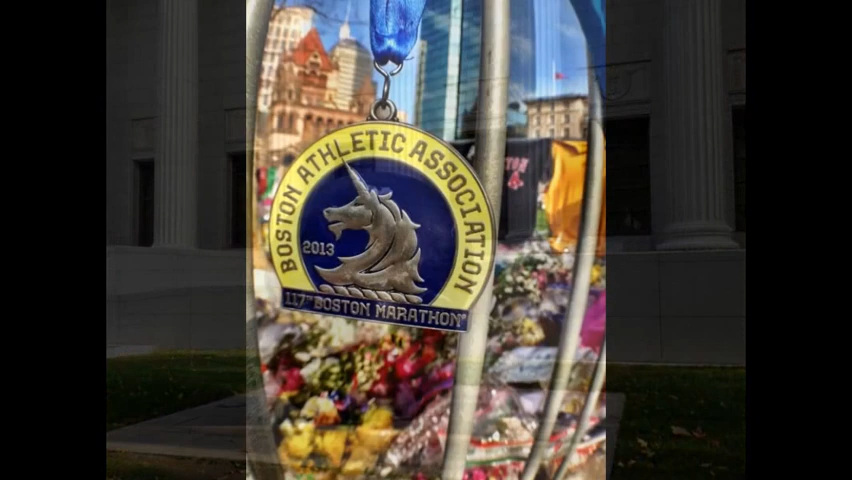 BOSTON ATHLETIC ASSOCIATION
2013
117TH BOSTON MARATHON®